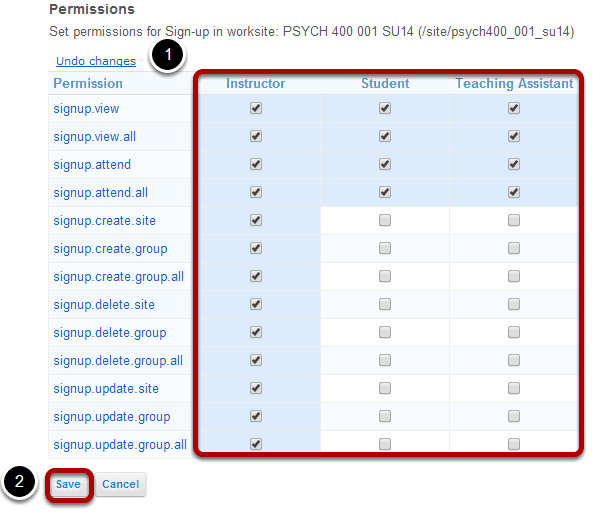 Permissions
Set permissions for Sign-up in worksite: PSYCH 400 001 SU14 (/site/psych400_001_su14)
Undo changes 1
Permission Instructor Student Teaching Assistant
signup.view
signup.view.all
signup.attend
signup.attend.all
signup.create.site
signup.create.group
signup.create.group.all
signup.delete.site
signup.delete.group
signup.delete.group.all
signup.update.site
signup.update.group
signup.update.group.all
2 Save Cancel